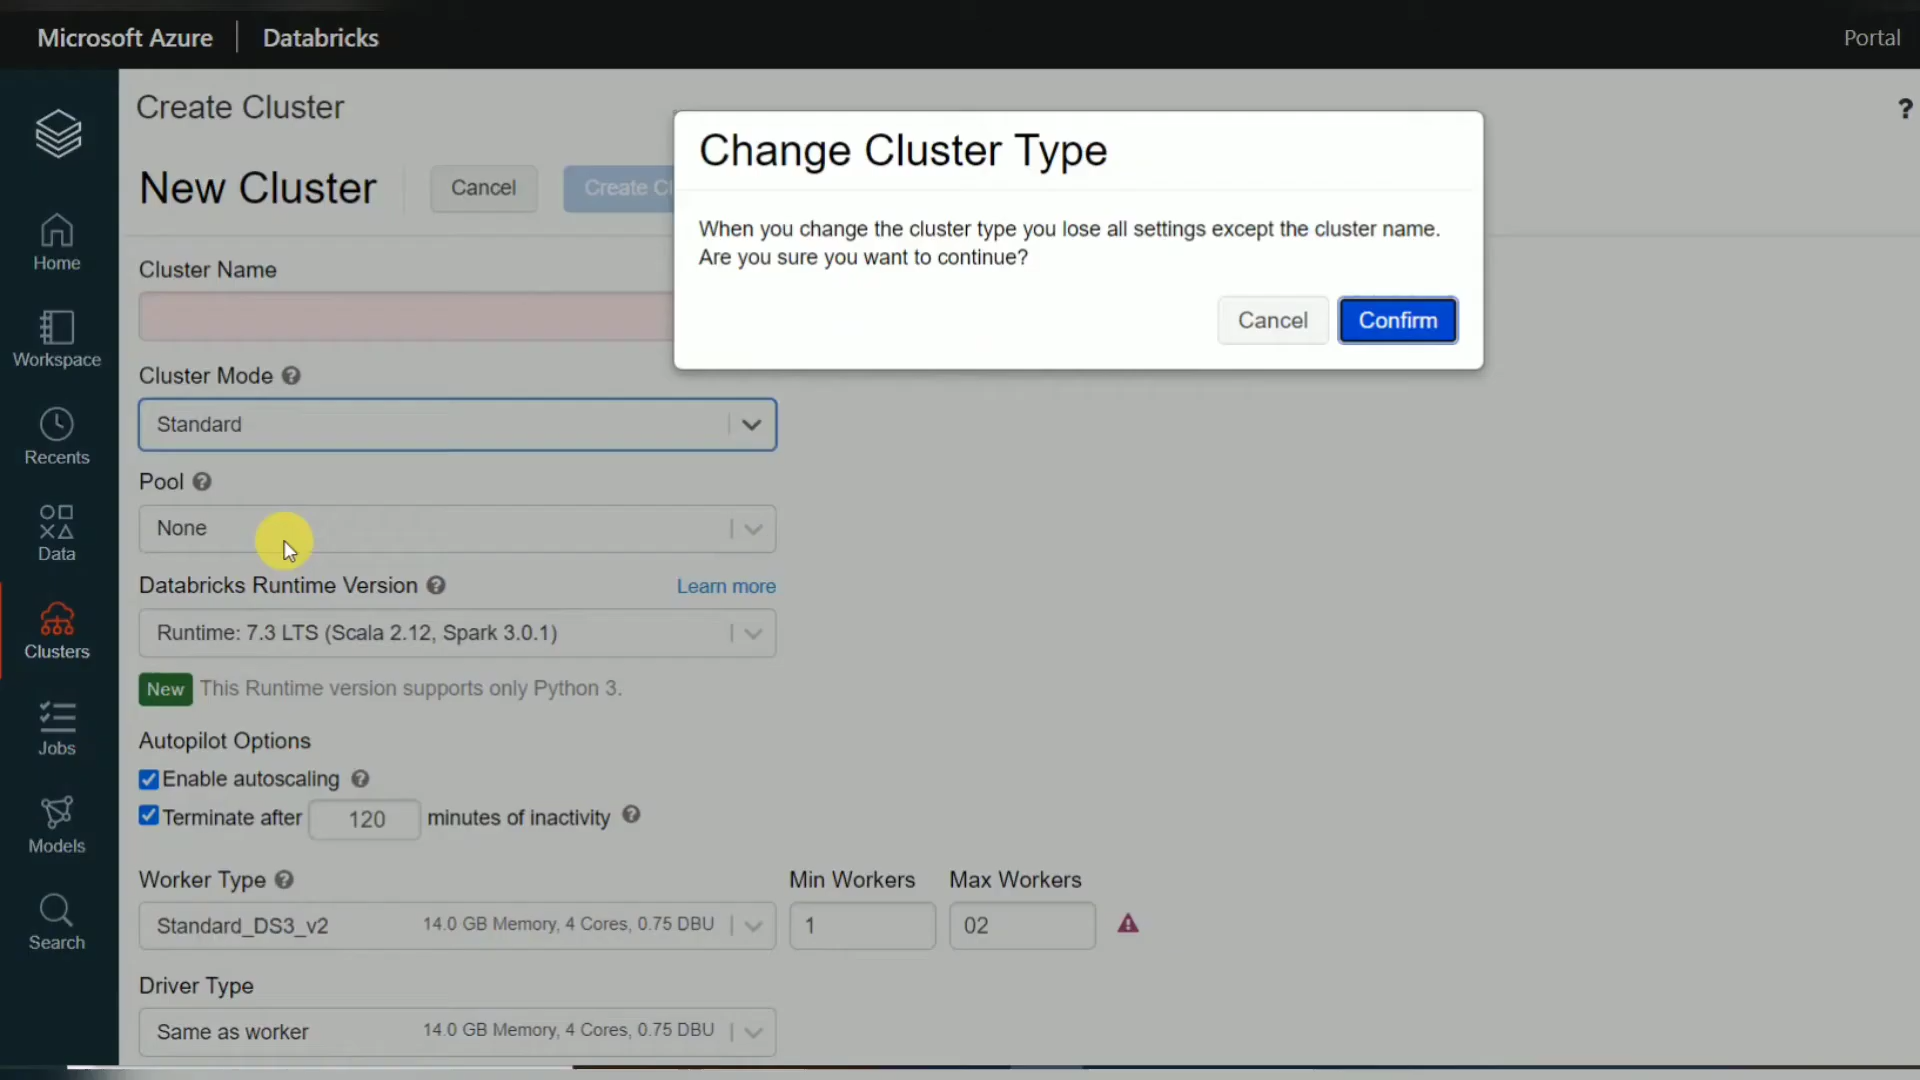 Microsoft Azure
Databricks
Portal
Create Cluster
?
New Cluster
Cancel
Create Cl
Change Cluster Type
When you change the cluster type you lose all settings except the cluster name.
Are you sure you want to continue?
Cancel
Confirm
Home
Workspace
Recents
Data
Clusters
Jobs
Models
Search
Cluster Name
Cluster Mode ?
Standard
Pool ?
None
Databricks Runtime Version ?
Learn more
Runtime: 7.3 LTS (Scala 2.12, Spark 3.0.1)
New This Runtime version supports only Python 3.
Autopilot Options
Enable autoscaling ?
Terminate after 120 minutes of inactivity ?
Worker Type ?
Min Workers
Max Workers
Standard_DS3_v2 14.0 GB Memory, 4 Cores, 0.75 DBU
1
02
Driver Type
Same as worker 14.0 GB Memory, 4 Cores, 0.75 DBU